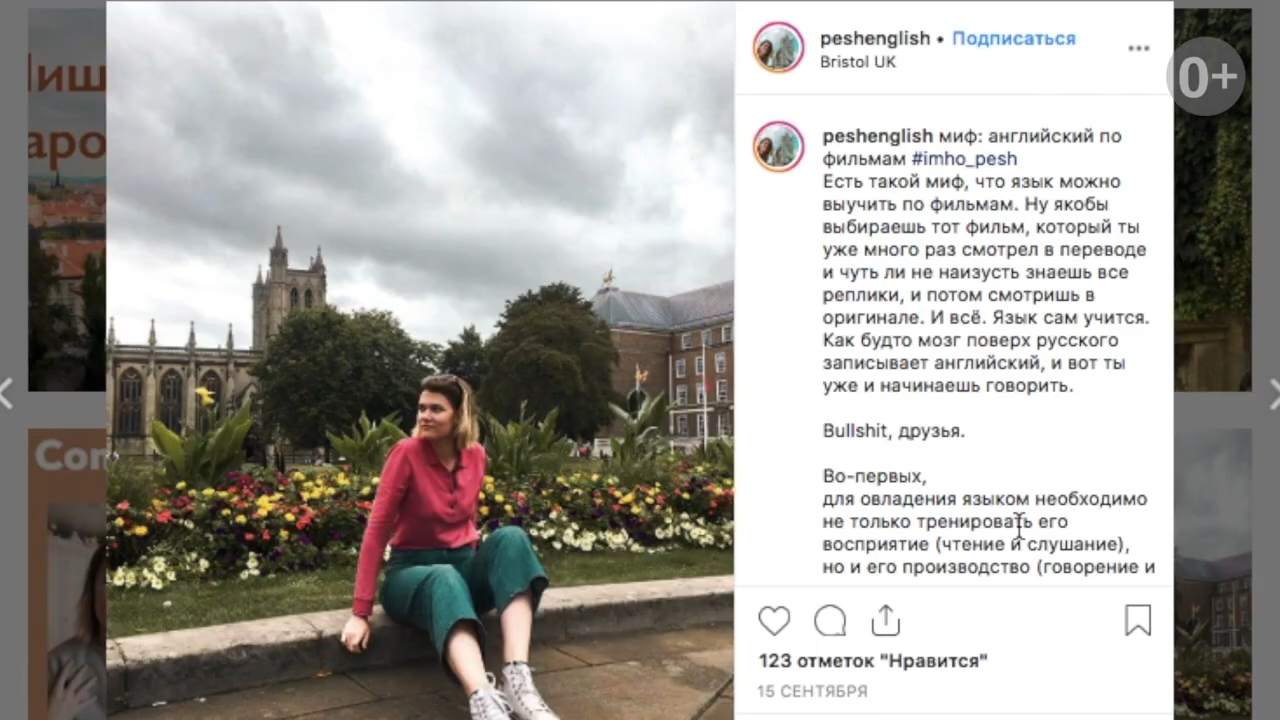 peshenglish • Подписаться
Bristol UK
0+
peshenglish миф: английский по
фильмам #imho_pesh
Есть такой миф, что язык можно
выучить по фильмам. Ну якобы
выбираешь тот фильм, который ты
уже много раз смотрел в переводе
и чуть ли не наизусть знаешь все
реплики, и потом смотришь в
оригинале. И всё. Язык сам учится.
Как будто мозг поверх русского
записывает английский, и вот ты
уже и начинаешь говорить.
Bullshit, друзья.
Во-первых,
для овладения языком необходимо
не только тренировать его
восприятие (чтение и слушание),
но и его производство (говорение и
123 отметок "Нравится"
15 СЕНТЯБРЯ